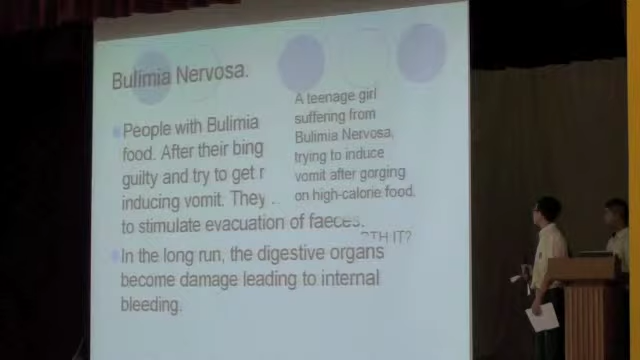 Bulimia Nervosa.
People with Bulimia
food. After their bing
guilty and try to get r
inducing vomit. They
to stimulate evacuation of faeces.
In the long run, the digestive organs
become damage leading to internal
bleeding.
A teenage girl
suffering from
Bulimia Nervosa,
trying to induce
vomit after gorging
on high-calorie food.
TH IT?